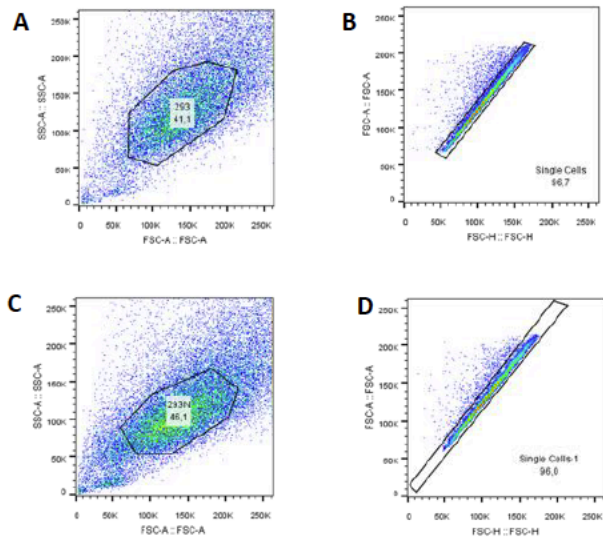 A
250K
200K
150K
100K
50K
0
SSC-A :: SSC-A
293
41,1
0 50K 100K 150K 200K 250K
FSC-A :: FSC-A
B
250K
200K
150K
100K
50K
0
FSC-A :: FSC-A
Single Cells
96,7
0 50K 100K 150K 200K 250K
FSC-H :: FSC-H
C
250K
200K
150K
100K
50K
0
SSC-A :: SSC-A
293N
46,1
0 50K 100K 150K 200K 250K
FSC-A :: FSC-A
D
250K
200K
150K
100K
50K
0
FSC-A :: FSC-A
Single Cells-1
96,0
0 50K 100K 150K 200K 250K
FSC-H :: FSC-H